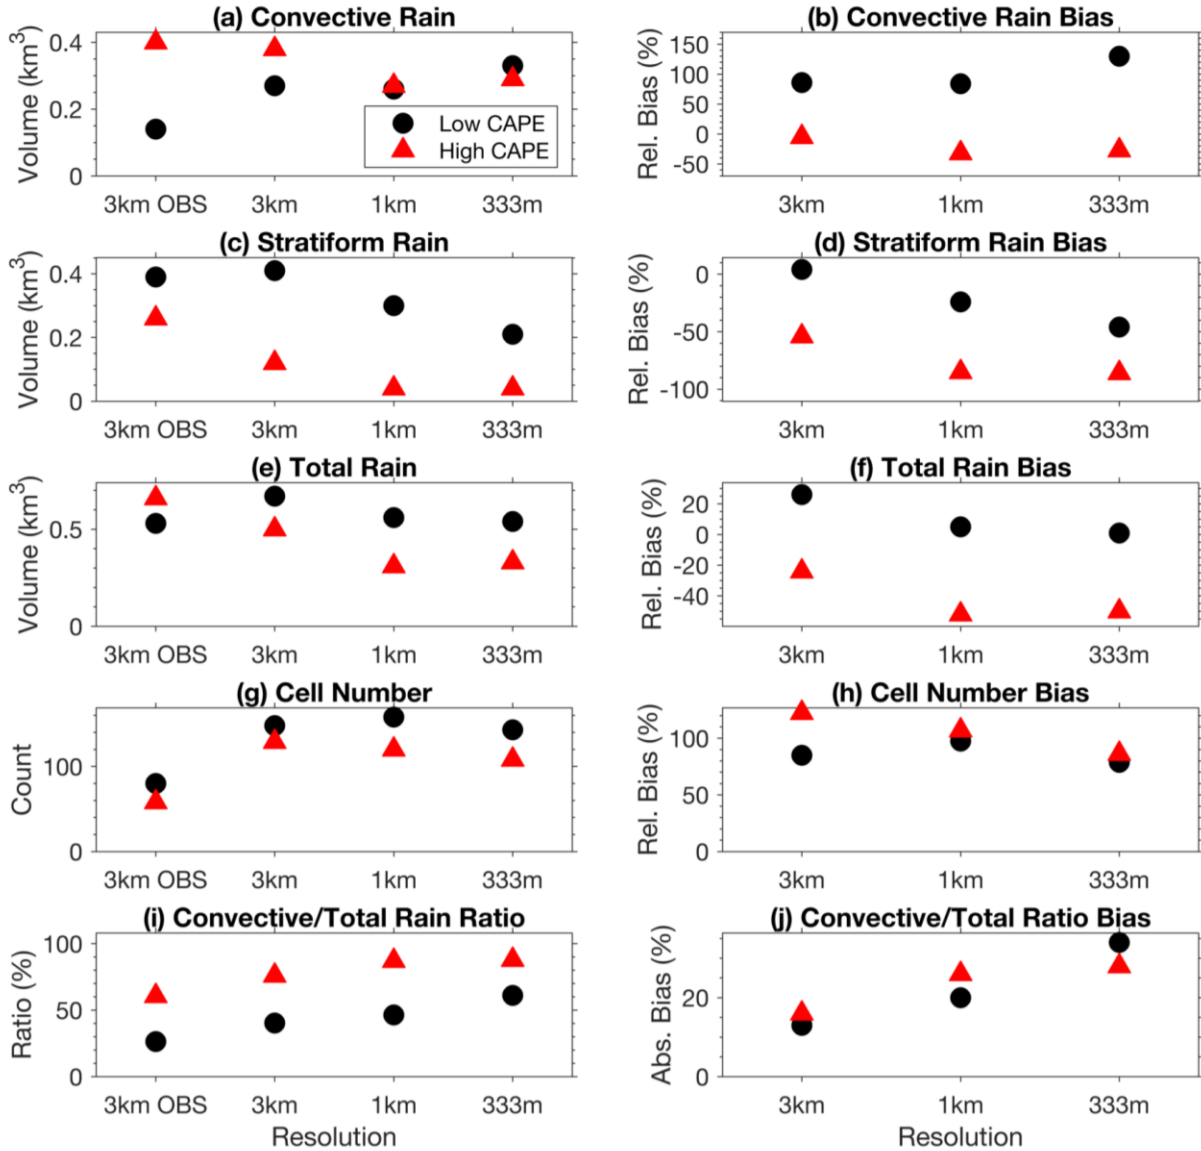 (a) Convective Rain
Volume (km³)
0.4
0.2
0
Low CAPE
High CAPE
3km OBS 3km 1km 333m
(b) Convective Rain Bias
Rel. Bias (%)
150
100
50
0
-50
3km 1km 333m
(c) Stratiform Rain
Volume (km³)
0.4
0.2
0
3km OBS 3km 1km 333m
(d) Stratiform Rain Bias
Rel. Bias (%)
0
-50
-100
3km 1km 333m
(e) Total Rain
Volume (km³)
0.5
0
3km OBS 3km 1km 333m
(f) Total Rain Bias
Rel. Bias (%)
20
0
-20
-40
3km 1km 333m
(g) Cell Number
Count
100
0
3km OBS 3km 1km 333m
(h) Cell Number Bias
Rel. Bias (%)
100
50
0
3km 1km 333m
(i) Convective/Total Rain Ratio
Ratio (%)
100
50
0
3km OBS 3km 1km 333m
Resolution
(j) Convective/Total Ratio Bias
Abs. Bias (%)
20
0
3km 1km 333m
Resolution